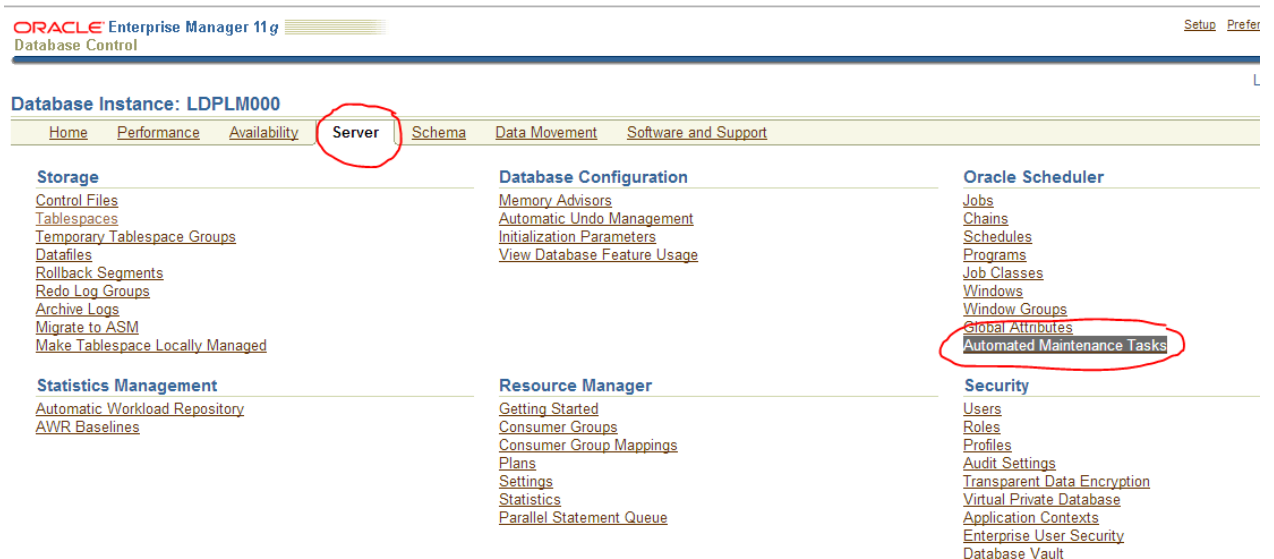 ORACLE Enterprise Manager 11g
Database Control
Setup Prefer
L
Database Instance: LDPLM000
Home Performance Availability Server Schema Data Movement Software and Support
Storage
Control Files
Tablespaces
Temporary Tablespace Groups
Datafiles
Rollback Segments
Redo Log Groups
Archive Logs
Migrate to ASM
Make Tablespace Locally Managed
Database Configuration
Memory Advisors
Automatic Undo Management
Initialization Parameters
View Database Feature Usage
Oracle Scheduler
Jobs
Chains
Schedules
Programs
Job Classes
Windows
Window Groups
Global Attributes
Automated Maintenance Tasks
Statistics Management
Automatic Workload Repository
AWR Baselines
Resource Manager
Getting Started
Consumer Groups
Consumer Group Mappings
Plans
Settings
Statistics
Parallel Statement Queue
Security
Users
Roles
Profiles
Audit Settings
Transparent Data Encryption
Virtual Private Database
Application Contexts
Enterprise User Security
Database Vault